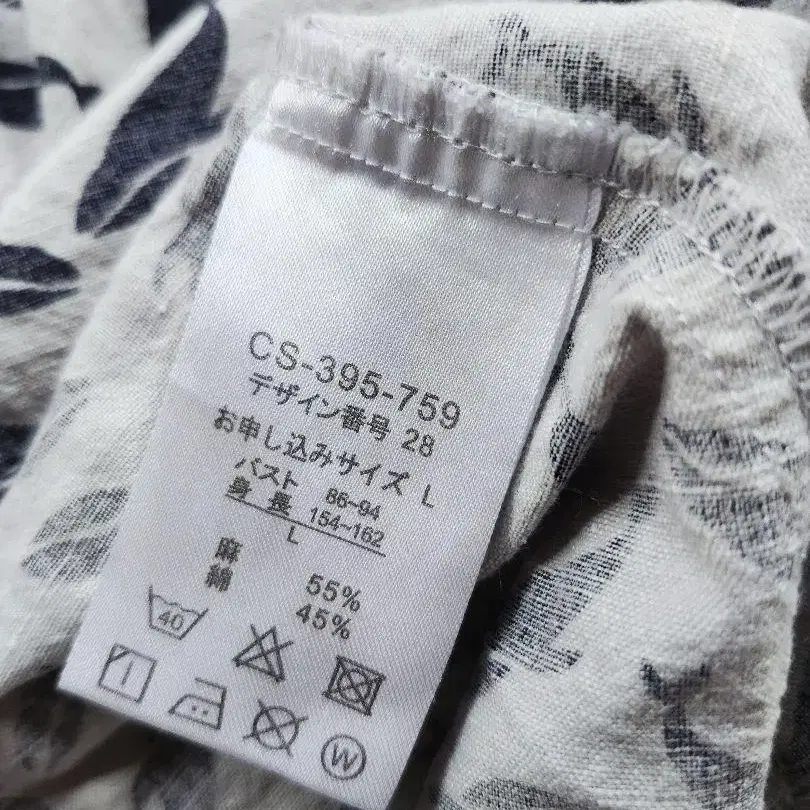 CS-395-759
デザイン番号 28
お申し込みサイズ L
バスト 86~94
身長 154~162
L
麻 55%
綿 45%
40
W